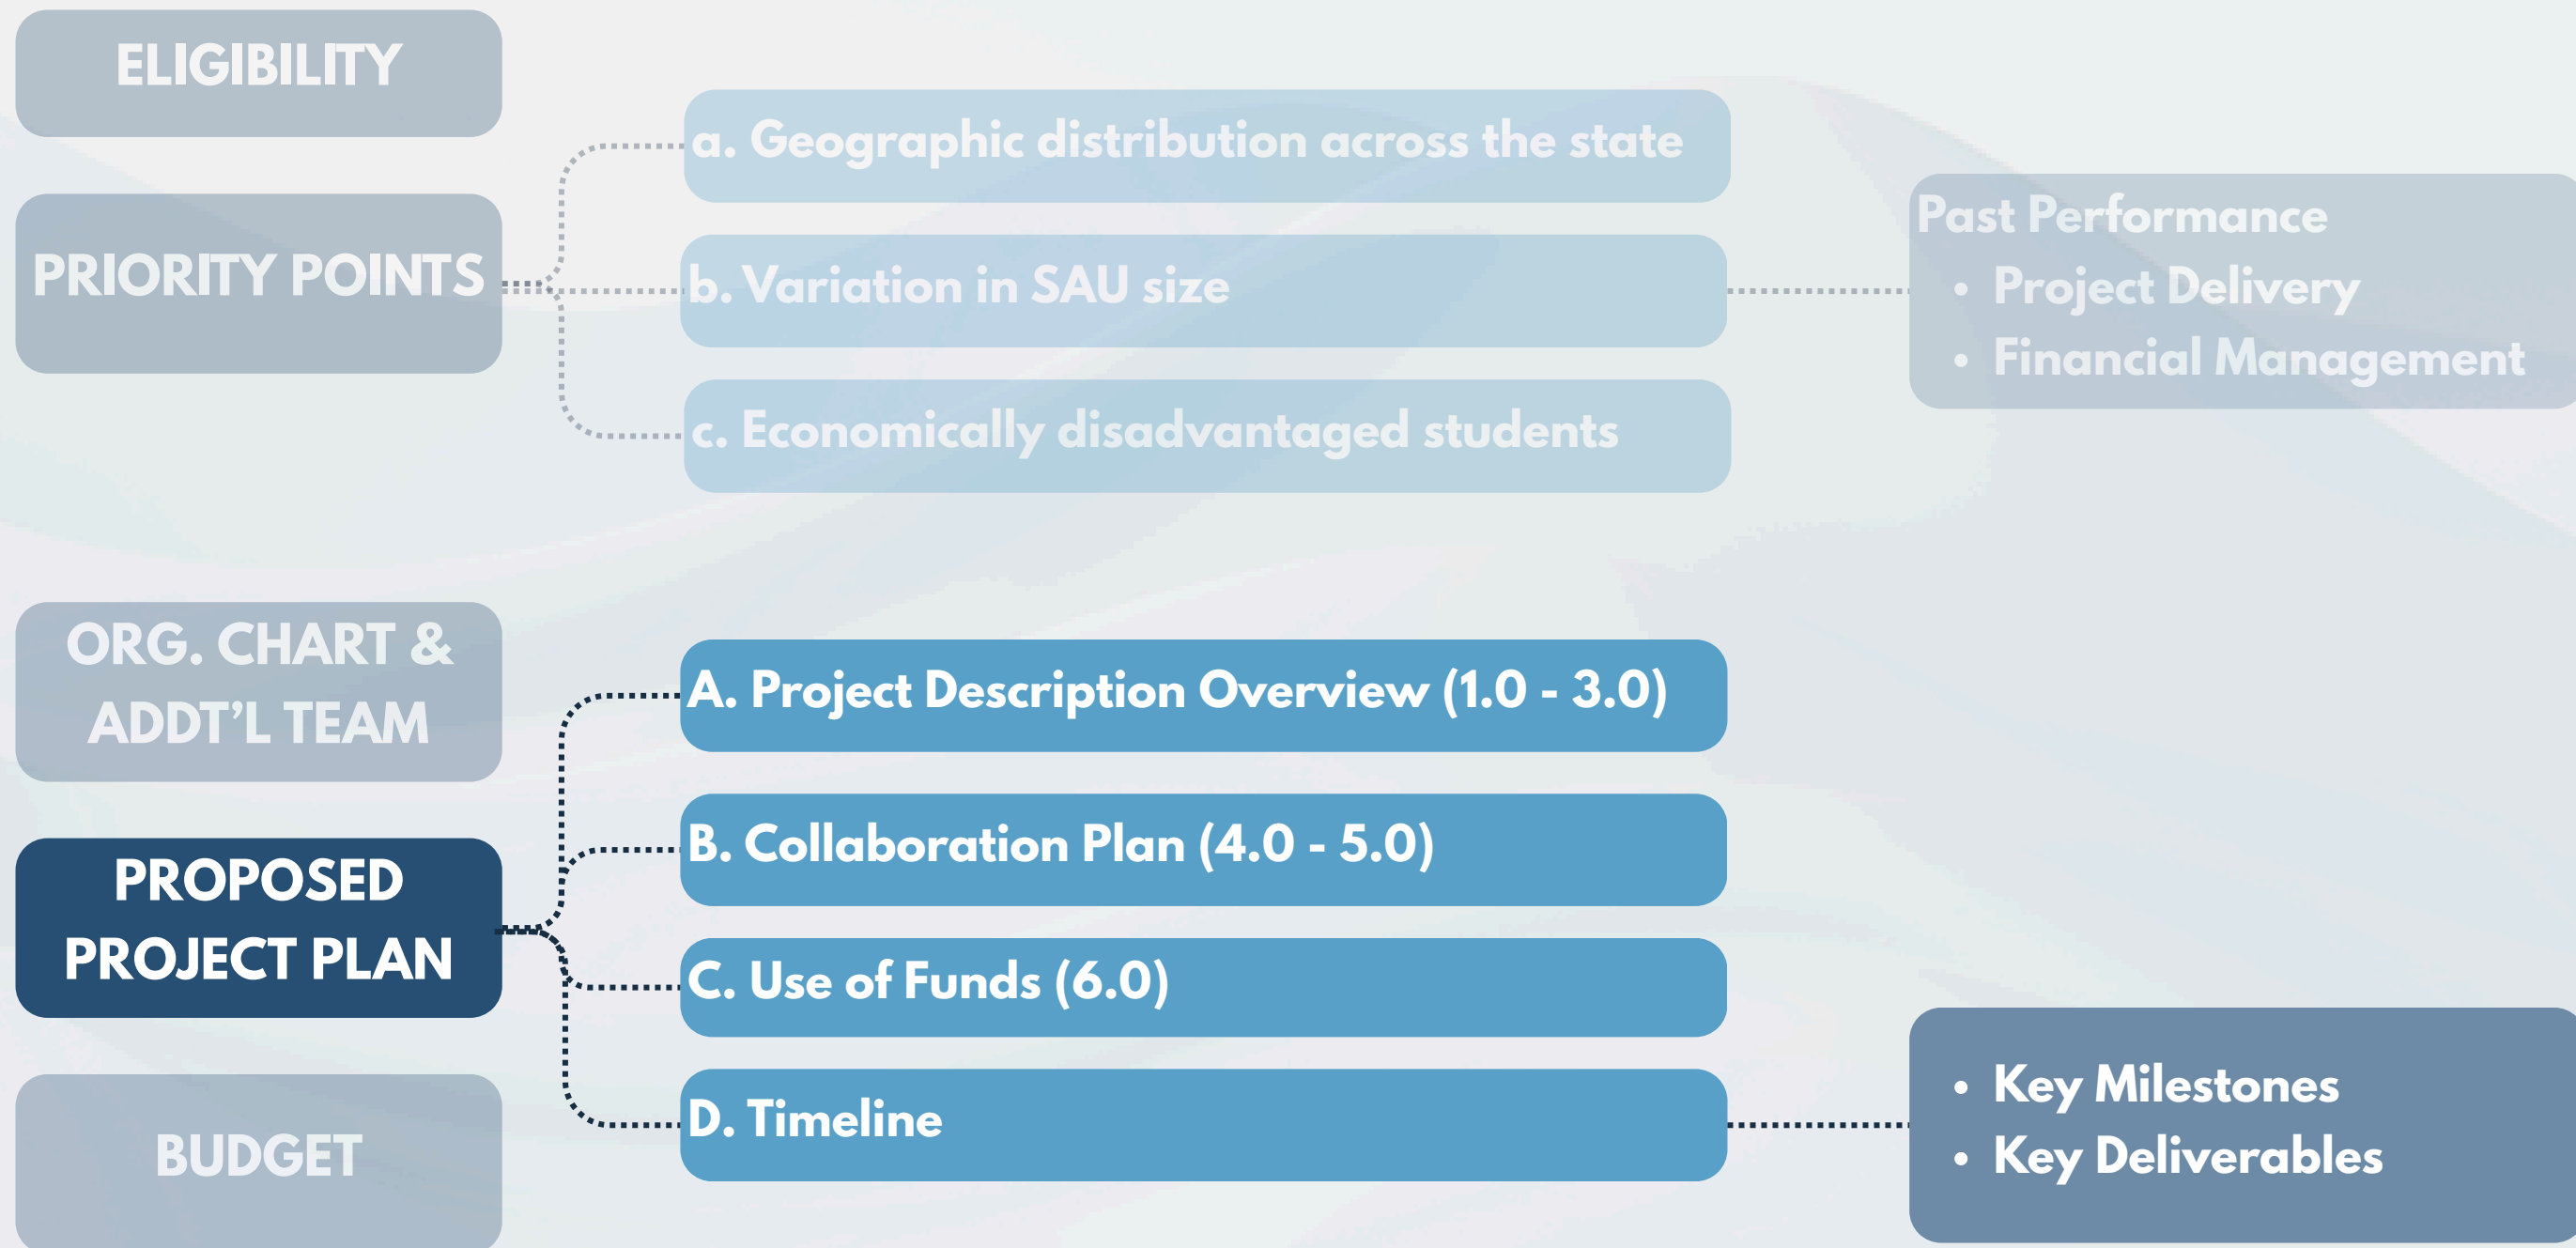 ELIGIBILITY
PRIORITY POINTS
a. Geographic distribution across the state
b. Variation in SAU size
c. Economically disadvantaged students
Past Performance
• Project Delivery
• Financial Management
ORG. CHART &
ADDT’L TEAM
PROPOSED
PROJECT PLAN
A. Project Description Overview (1.0 - 3.0)
B. Collaboration Plan (4.0 - 5.0)
C. Use of Funds (6.0)
D. Timeline
• Key Milestones
• Key Deliverables
BUDGET